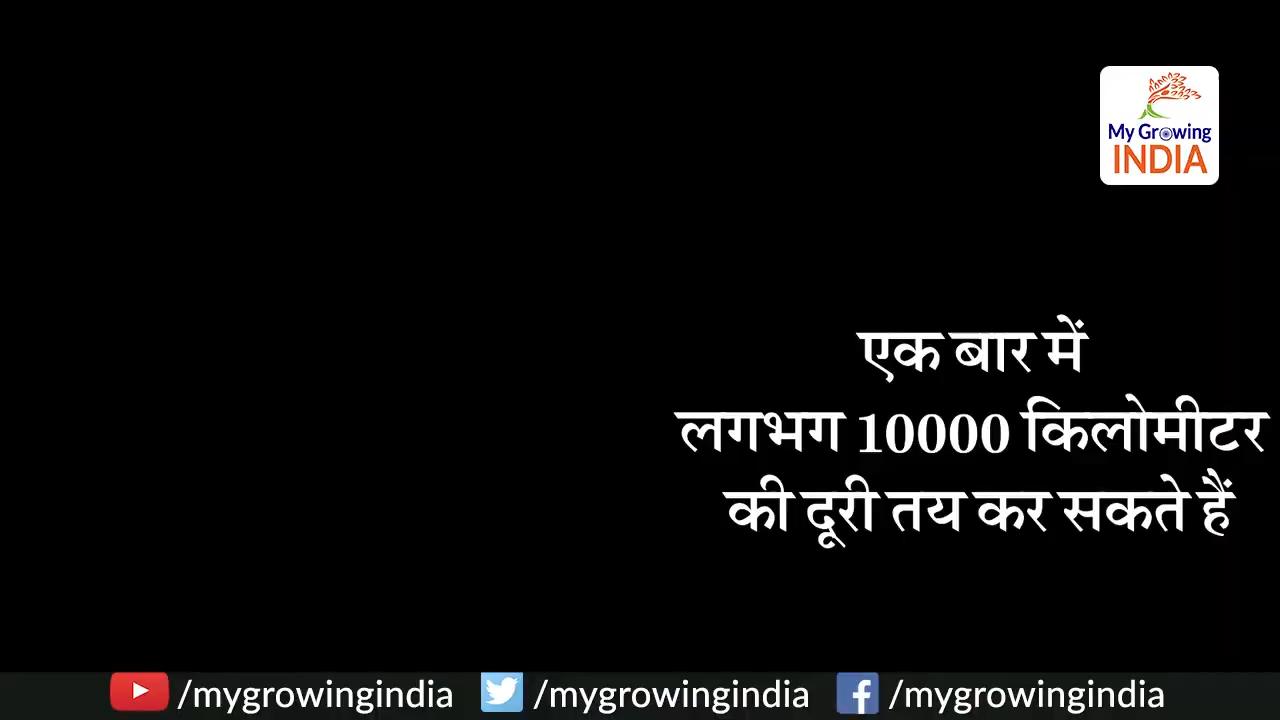 My Growing
INDIA
एक बार में
लगभग 10000 किलोमीटर
की दूरी तय कर सकते हैं
/mygrowingindia /mygrowingindia /mygrowingindia